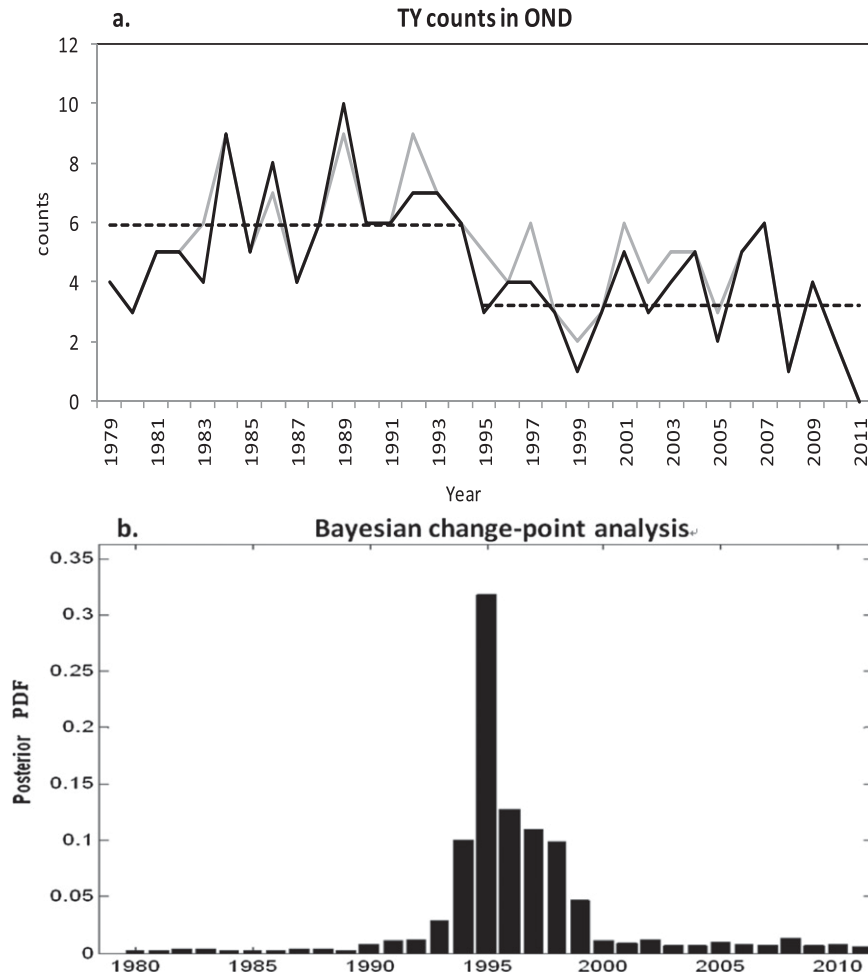 a. TY counts in OND
12
10
8
6
4
2
0
counts
1979 1981 1983 1985 1987 1989 1991 1993 1995 1997 1999 2001 2003 2005 2007 2009 2011
Year
b. Bayesian change-point analysis↵
0.35
0.3
0.25
0.2
0.15
0.1
0.05
0
Posterior PDF
1980 1985 1990 1995 2000 2005 2010